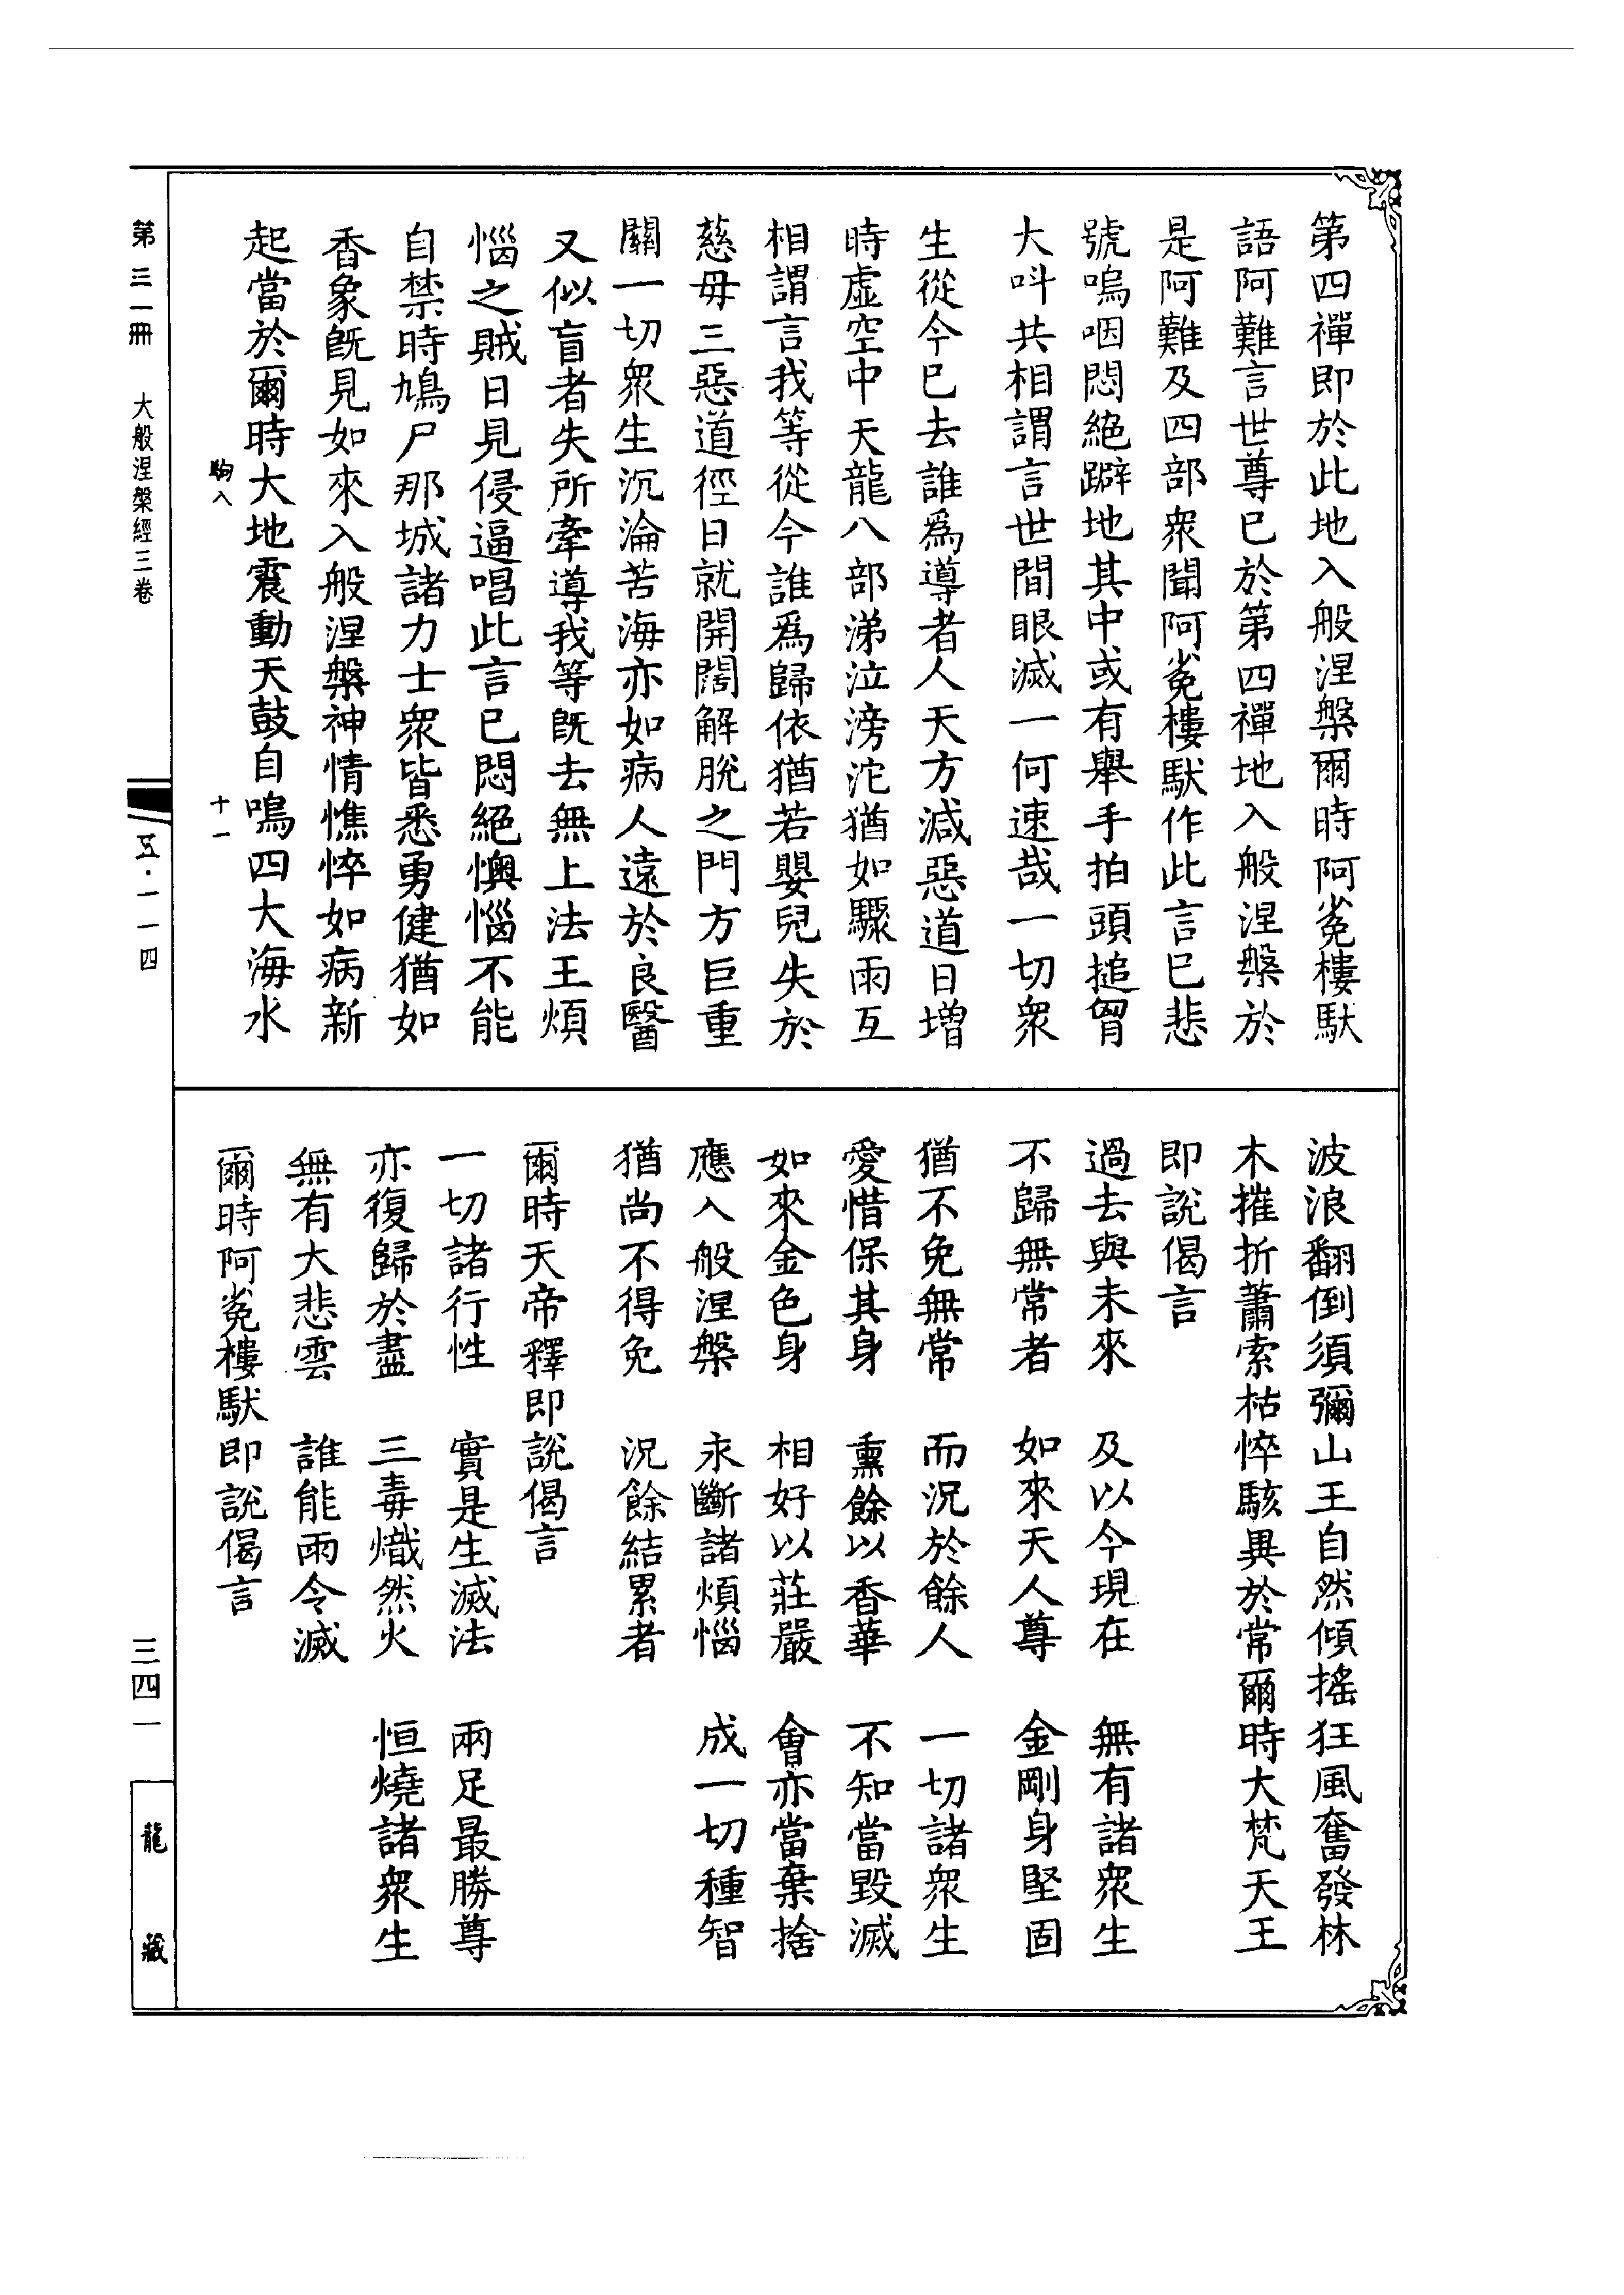 第四禪即於此地入般涅槃爾時阿㝹樓馱
語阿難言世尊已於第四禪地入般涅槃於
是阿難及四部衆聞阿㝹樓馱作此言已悲
號嗚咽悶絕躃地其中或有舉手拍頭搥胷
大呌共相謂言世間眼滅一何速哉一切衆
生從今已去誰爲導者人天方減惡道日增
時虛空中天龍八部涕泣滂沱猶如驟雨互
相謂言我等從今誰爲歸依猶若嬰兒失於
慈母三惡道徑日就開闊解脫之門方巨重
關一切衆生沉淪苦海亦如病人遠於良醫
又似盲者失所牽導我等旣去無上法王煩
惱之賊日見侵逼唱此言已悶絕懊惱不能
自禁時鳩尸那城諸力士衆皆悉勇健猶如
香象旣見如來入般涅槃神情憔悴如病新
起當於爾時大地震動天鼓自鳴四大海水
波浪翻倒須彌山王自然傾搖狂風奮發林
木摧折蕭索枯悴駭異於常爾時大梵天王
即說偈言
過去與未來 及以今現在 無有諸衆生
不歸無常者 如來天人尊 金剛身堅固
猶不免無常 而況於餘人 一切諸衆生
愛惜保其身 熏餘以香華 不知當毀滅
如來金色身 相好以莊嚴 會亦當棄捨
應入般涅槃 永斷諸煩惱 成一切種智
猶尚不得免 況餘結累者
爾時天帝釋即說偈言
一切諸行性 實是生滅法 兩足最勝尊
亦復歸於盡 三毒熾然火 恒燒諸衆生
無有大悲雲 誰能雨令滅
爾時阿㝹樓馱即說偈言
駒八 十一
第三一冊 大般涅槃經三卷
五·一一四
三四一
龍藏